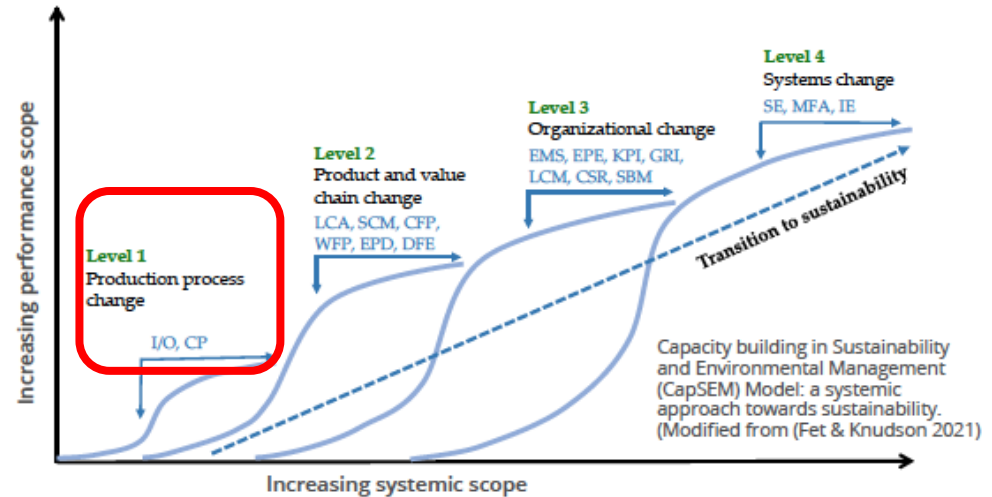 Increasing performance scope
Level 1
Production process
change
I/O, CP
Level 2
Product and value
chain change
LCA, SCM, CFP,
WFP, EPD, DFE
Level 3
Organizational change
EMS, EPE, KPI, GRI,
LCM, CSR, SBM
Level 4
Systems change
SE, MFA, IE
Transition to sustainability
Capacity building in Sustainability
and Environmental Management
(CapSEM) Model: a systemic
approach towards sustainability.
(Modified from (Fet & Knudson 2021)
Increasing systemic scope